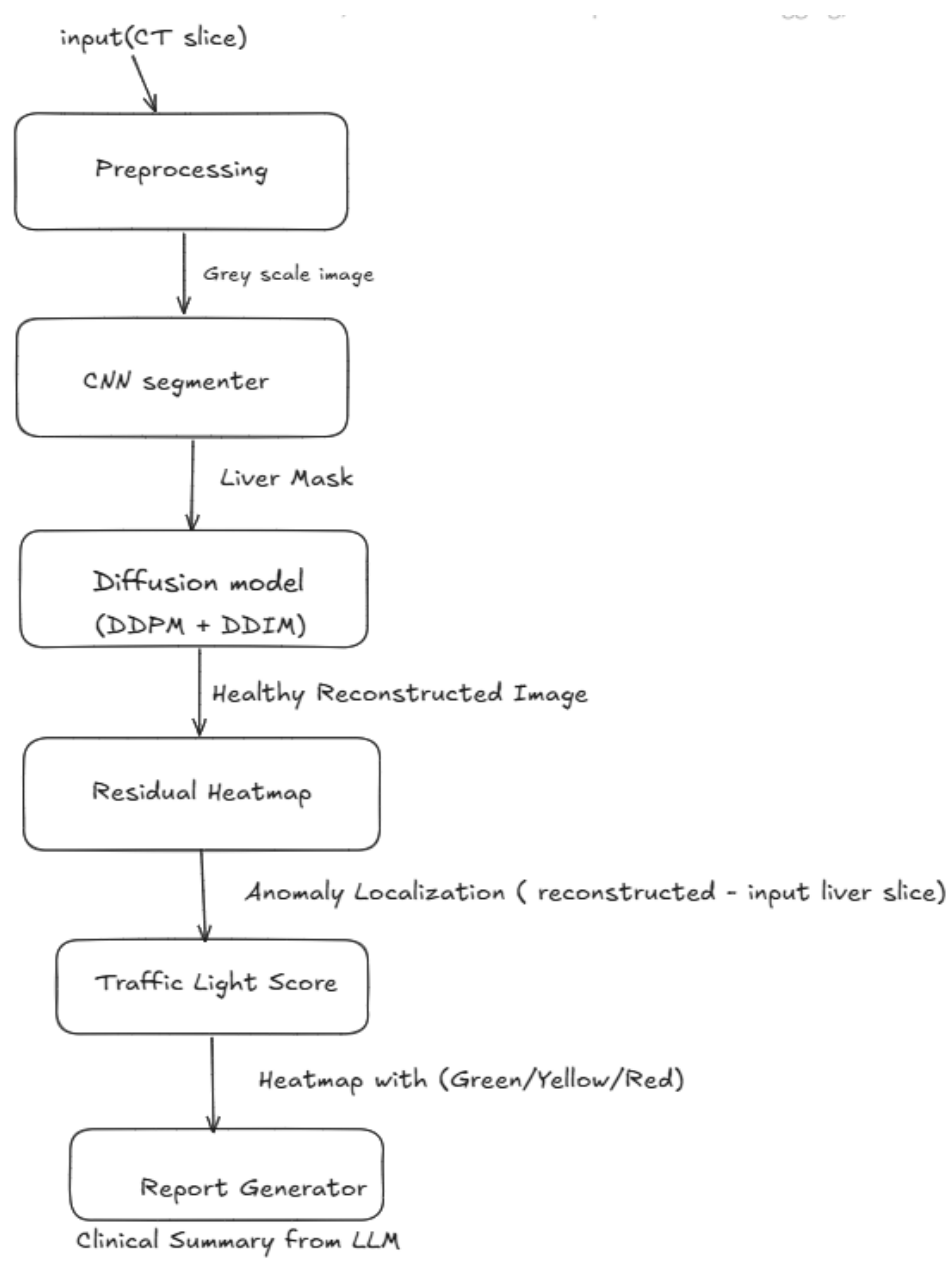 input(CT slice)
Preprocessing
Grey scale image
CNN segmenter
Liver Mask
Diffusion model
(DDPM + DDIM)
Healthy Reconstructed Image
Residual Heatmap
Anomaly Localization ( reconstructed - input liver slice)
Traffic Light Score
Heatmap with (Green/Yellow/Red)
Report Generator
Clinical Summary from LLM